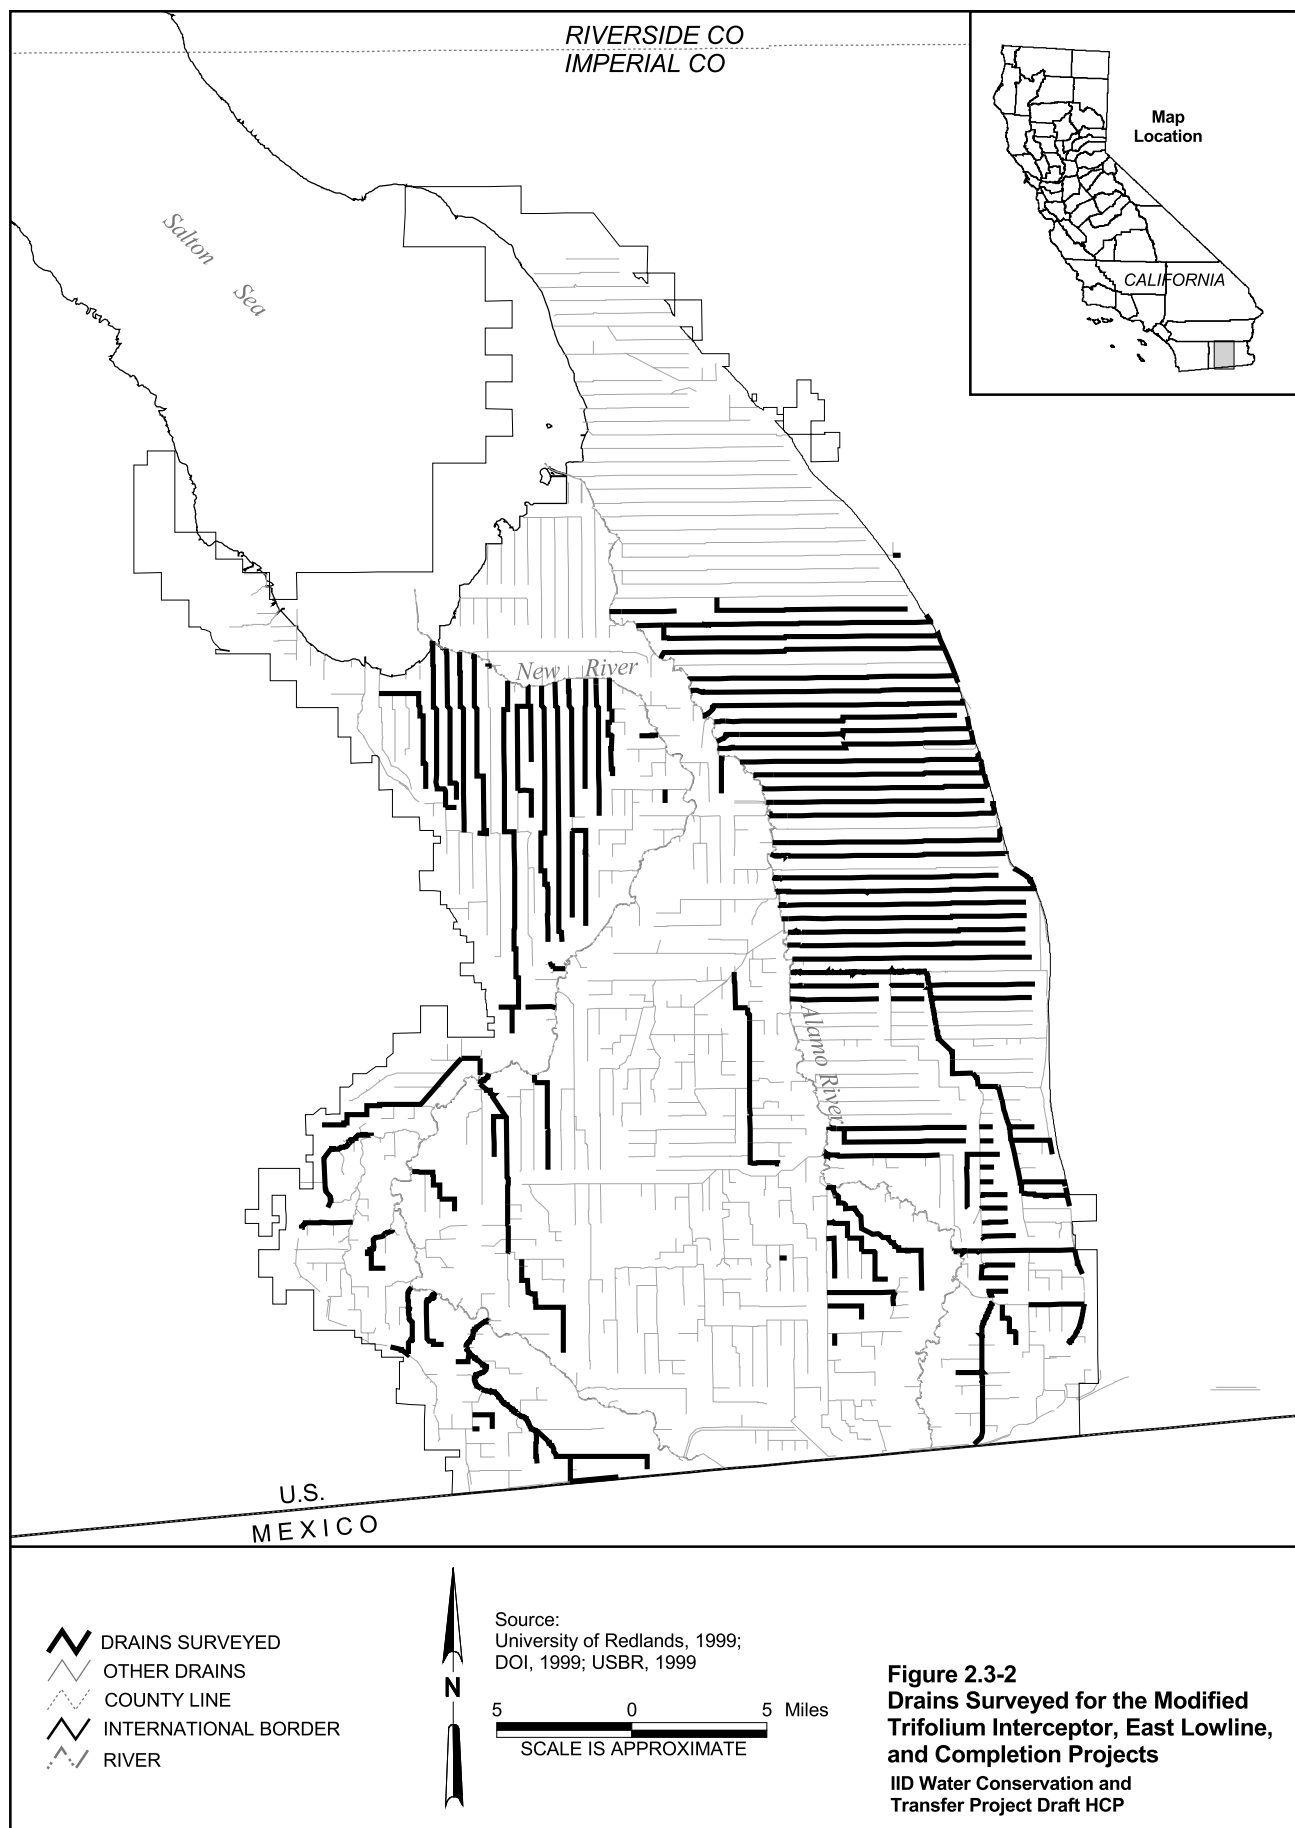 RIVERSIDE CO
IMPERIAL CO
Map
Location
CALIFORNIA
Salton
Sea
New River
Alamo River
U.S.
MEXICO
DRAINS SURVEYED
OTHER DRAINS
COUNTY LINE
INTERNATIONAL BORDER
RIVER
N
Source:
University of Redlands, 1999;
DOI, 1999; USBR, 1999
5 0 5 Miles
SCALE IS APPROXIMATE
Figure 2.3-2
Drains Surveyed for the Modified
Trifolium Interceptor, East Lowline,
and Completion Projects
IID Water Conservation and
Transfer Project Draft HCP